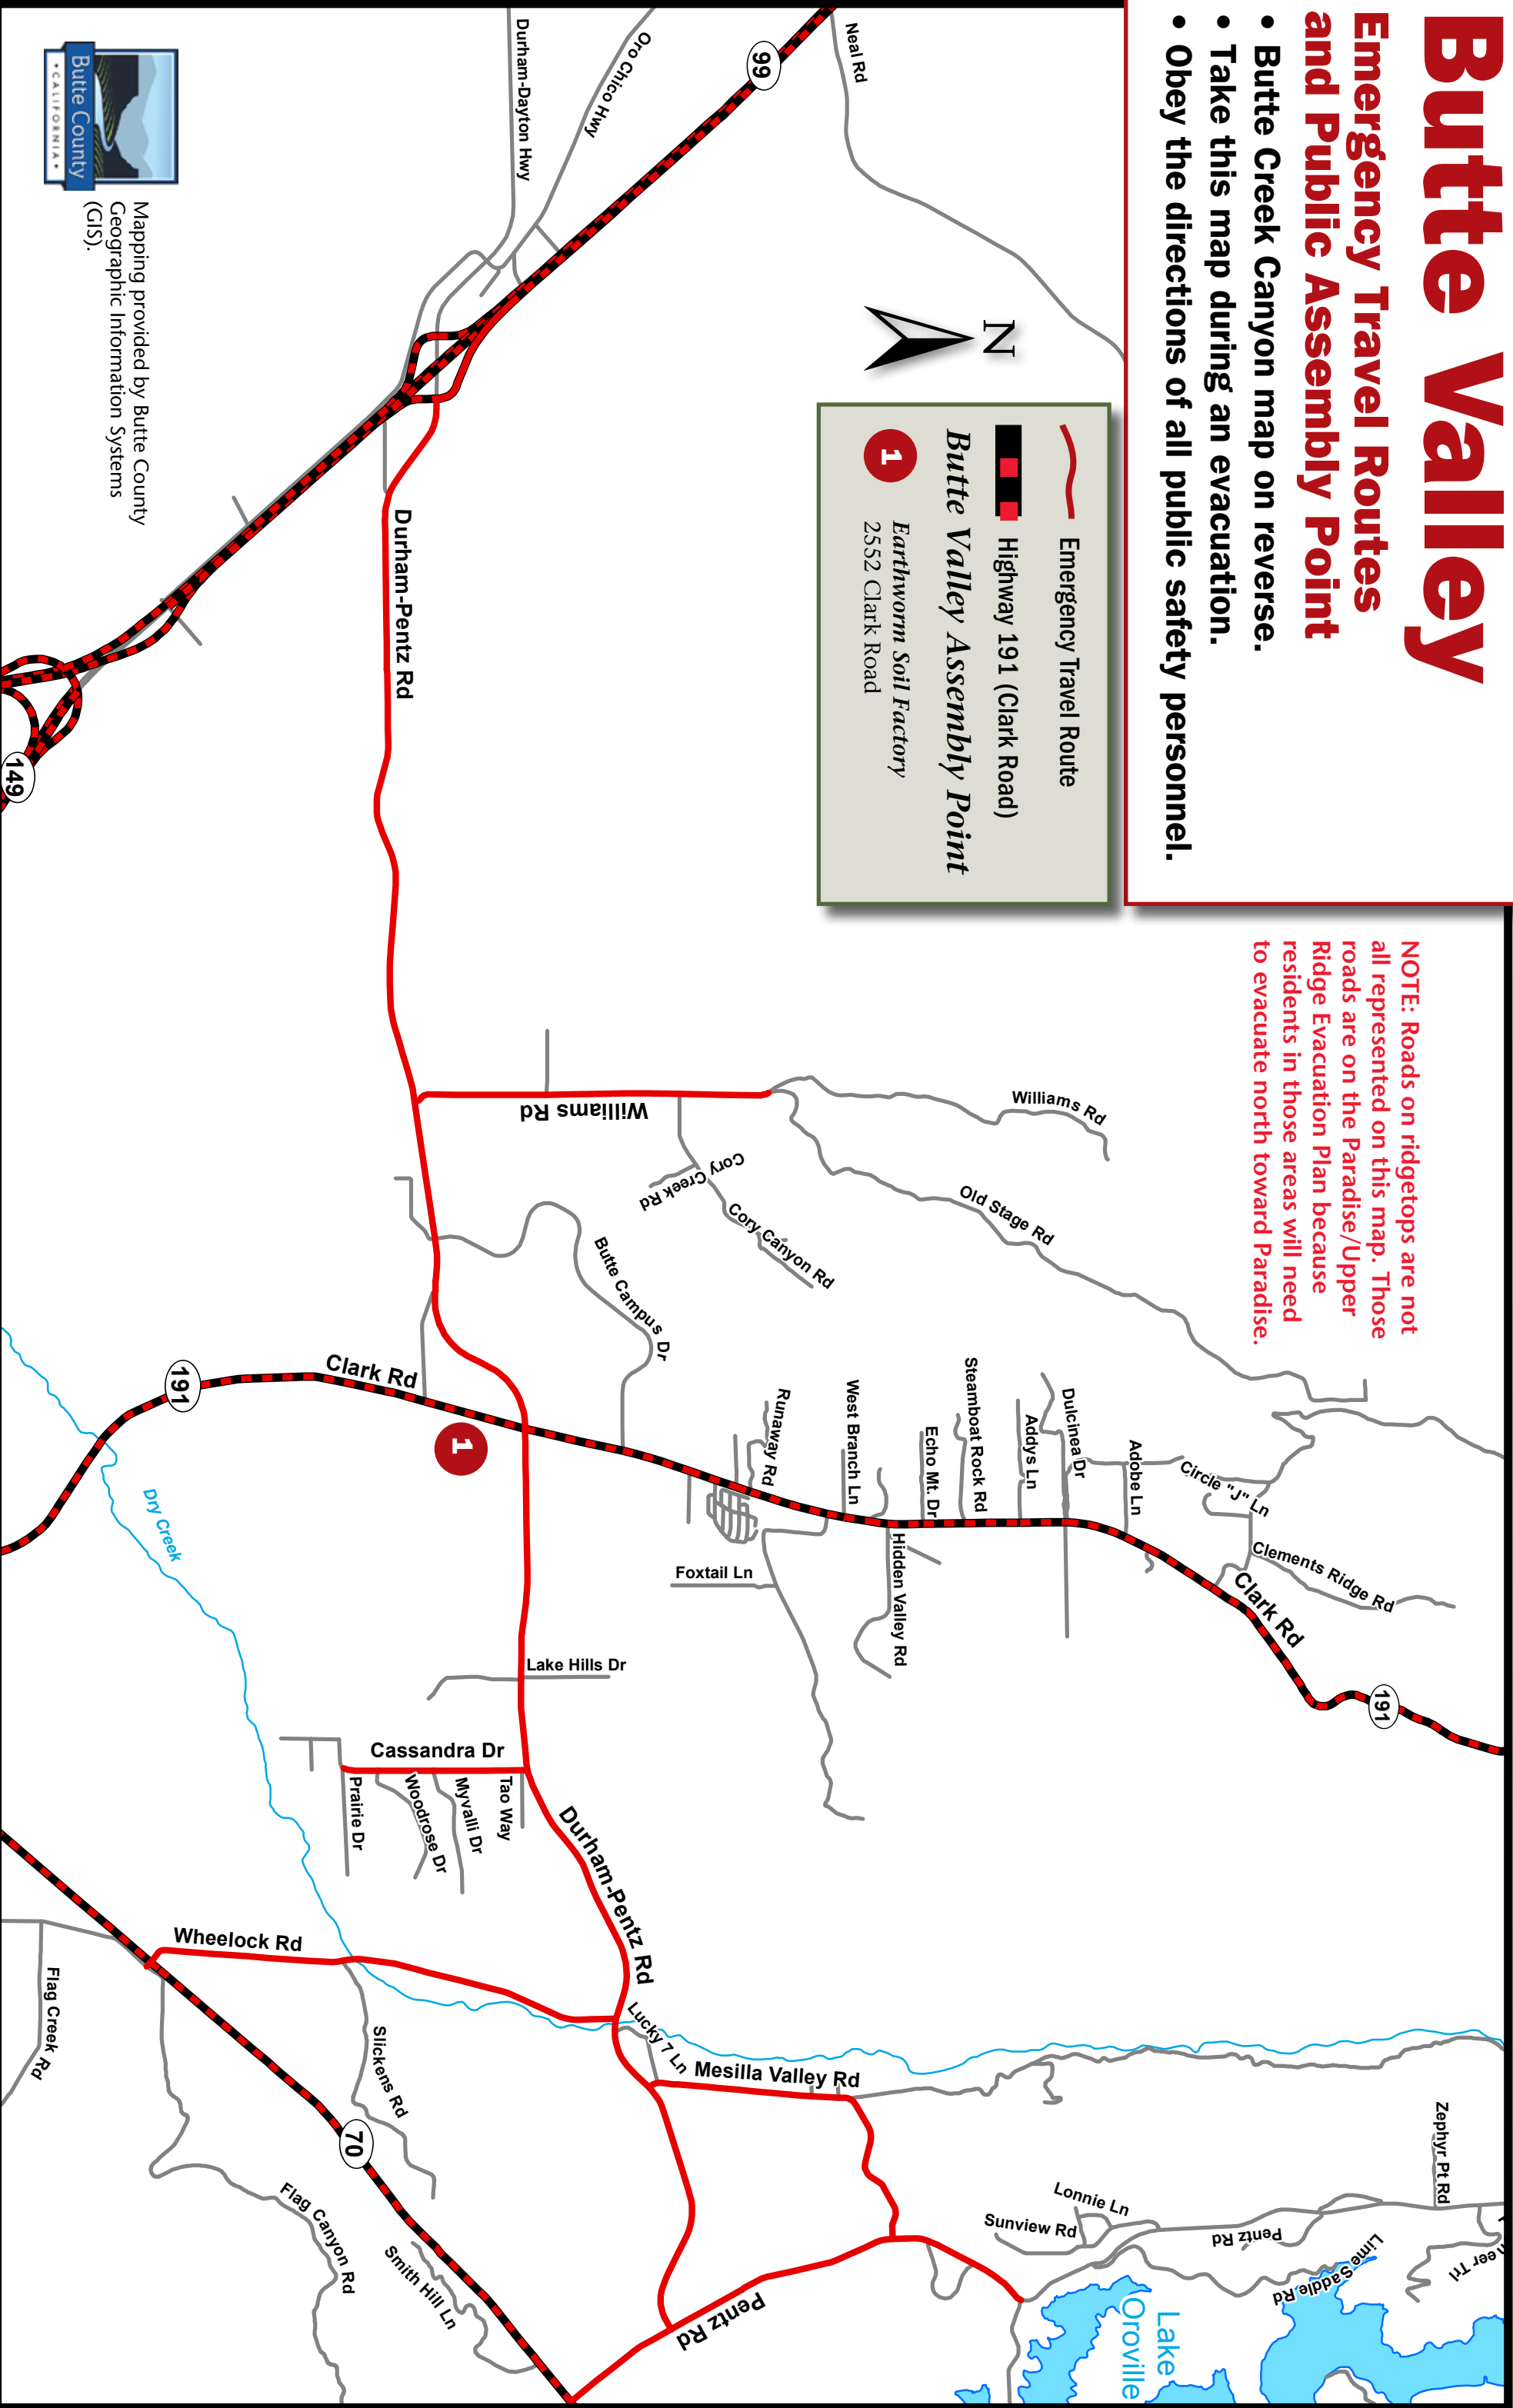 Butte Valley
Emergency Travel Routes
and Public Assembly Point
• Butte Creek Canyon map on reverse.
• Take this map during an evacuation.
• Obey the directions of all public safety personnel.
NOTE: Roads on ridgetops are not
all represented on this map. Those
roads are on the Paradise/Upper
Ridge Evacuation Plan because
residents in those areas will need
to evacuate north toward Paradise.
N
Emergency Travel Route
Highway 191 (Clark Road)
Butte Valley Assembly Point
1
Earthworm Soil Factory
2552 Clark Road
Neal Rd
99
Oro Chico Hwy
Durham-Dayton Hwy
Durham-Pentz Rd
149
Williams Rd
Williams Rd
Old Stage Rd
Cory Creek Rd
Cory Canyon Rd
Butte Campus Dr
Clark Rd
191
1
Dry Creek
Runaway Rd
West Branch Ln
Echo Mt. Dr
Steamboat Rock Rd
Addys Ln
Dulcinea Dr
Adobe Ln
Circle "J" Ln
Clements Ridge Rd
Clark Rd
191
Hidden Valley Rd
Foxtail Ln
Lake Hills Dr
Cassandra Dr
Tao Way
Myvalli Dr
Woodrose Dr
Prairie Dr
Durham-Pentz Rd
Wheelock Rd
Lucky 7 Ln
Mesilla Valley Rd
Slickens Rd
Flag Creek Rd
70
Flag Canyon Rd
Smith Hill Ln
Pentz Rd
Zephyr Pt Rd
Lonnie Ln
Sunview Rd
Pentz Rd
Lime Saddle Rd
Trl
Lake
Oroville
Butte County
•CALIFORNIA•
Mapping provided by Butte County
Geographic Information Systems
(GIS).